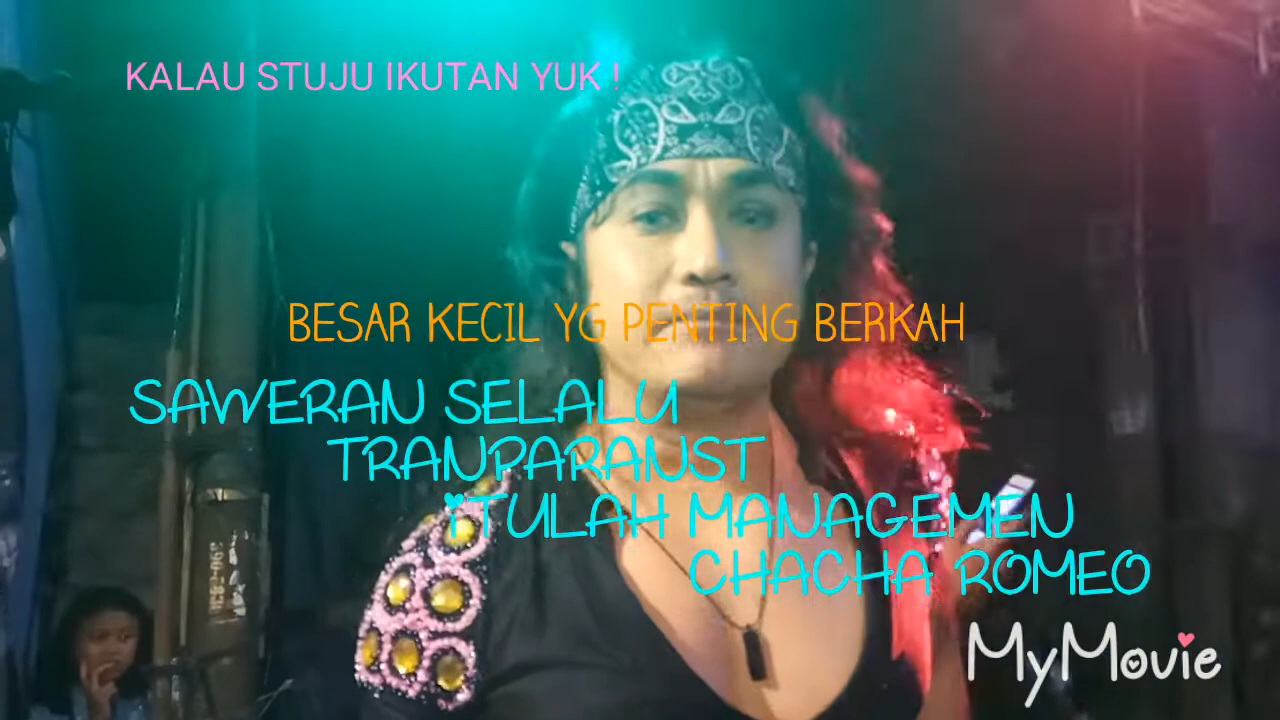 KALAU STUJU IKUTAN YUK !
BESAR KECIL YG PENTING BERKAH
SAWERAN SELALU
TRANPARANST
iTULAH MANAGEMEN
CHACHA ROMEO
MyMovie